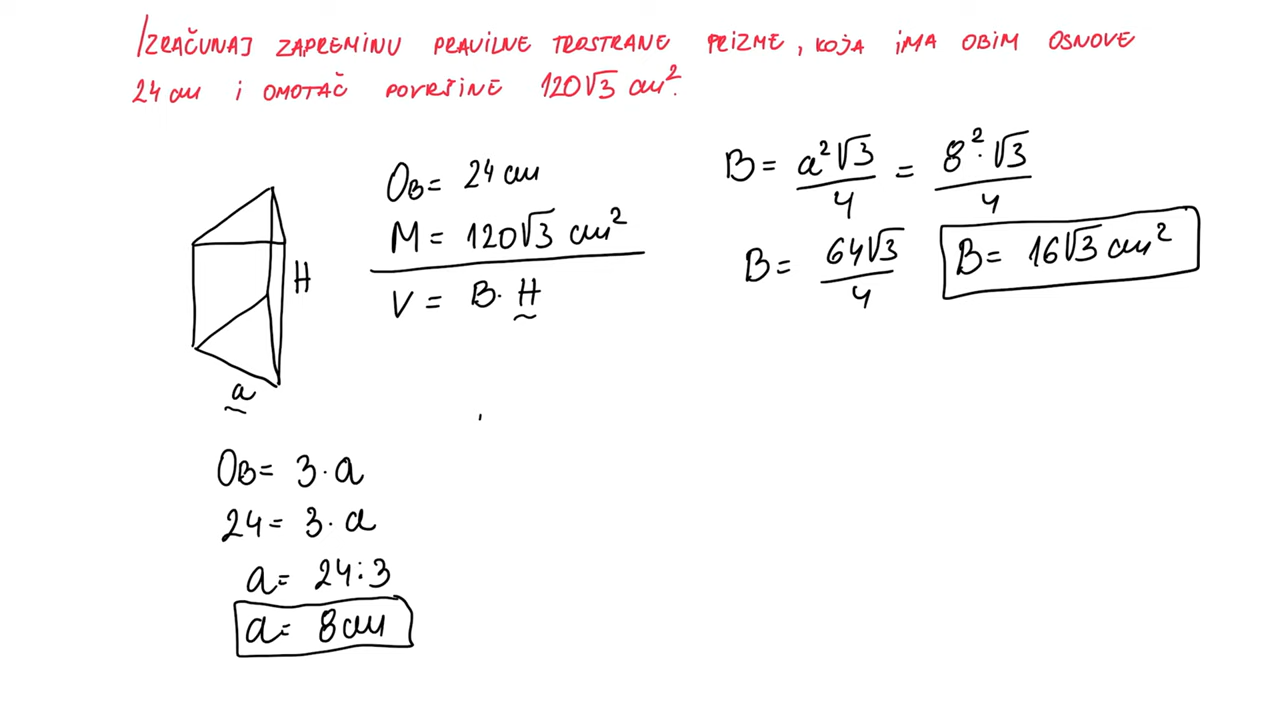 IZRAČUNAJ ZAPREMINU PRAVILNE TROSTRANE PRIZME, KOJA IMA OBIM OSNOVE
24 cm i OMOTAČ POVRŠINE 120√3 cm².
O_B = 24 cm
M = 120√3 cm²
V = B · H
H
a
O_B = 3 · a
24 = 3 · a
a = 24 : 3
a = 8 cm
B = a²√3/4 = 8² · √3/4
B = 64√3/4
B = 16√3 cm²